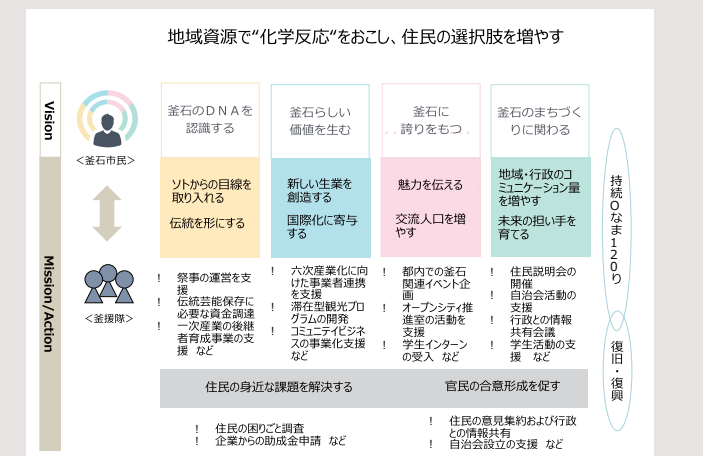 地域資源で“化学反応“をおこし、住民の選択肢を増やす
Vision
<釜石市民>
釜石のＤＮＡを
認識する
釜石らしい
価値を生む
釜石に
誇りをもつ
釜石のまちづく
りに関わる
Mission/Action
<釜援隊>
ソトからの目線を
取り入れる
伝統を形にする
新しい生業を
創造する
国際化に寄与
する
魅力を伝える
交流人口を増
やす
地域・行政のコ
ミュニケーション量
を増やす
未来の担い手を
育てる
! 祭事の運営を支
援
! 伝統芸能保存に
必要な資金調達
! 一次産業の後継
者育成事業の支
援 など
! 六次産業化に向
けた事業者連携
を支援
! 滞在型観光プロ
グラムの開発
! コミュニテイビジネ
スの事業化支援
など
! 都内での釜石
関連イベント企
画
! オープンシティ推
進室の活動を
支援
! 学生インターン
の受入 など
! 住民説明会の
開催
! 自治会活動の
支援
! 行政との情報
共有会議
! 学生活動の支
援 など
住民の身近な課題を解決する
官民の合意形成を促す
! 住民の困りごと調査
! 企業からの助成金申請 など
! 住民の意見集約および行政
との情報共有
! 自治会設立の支援 など
持続Oなま120り
復旧・復興